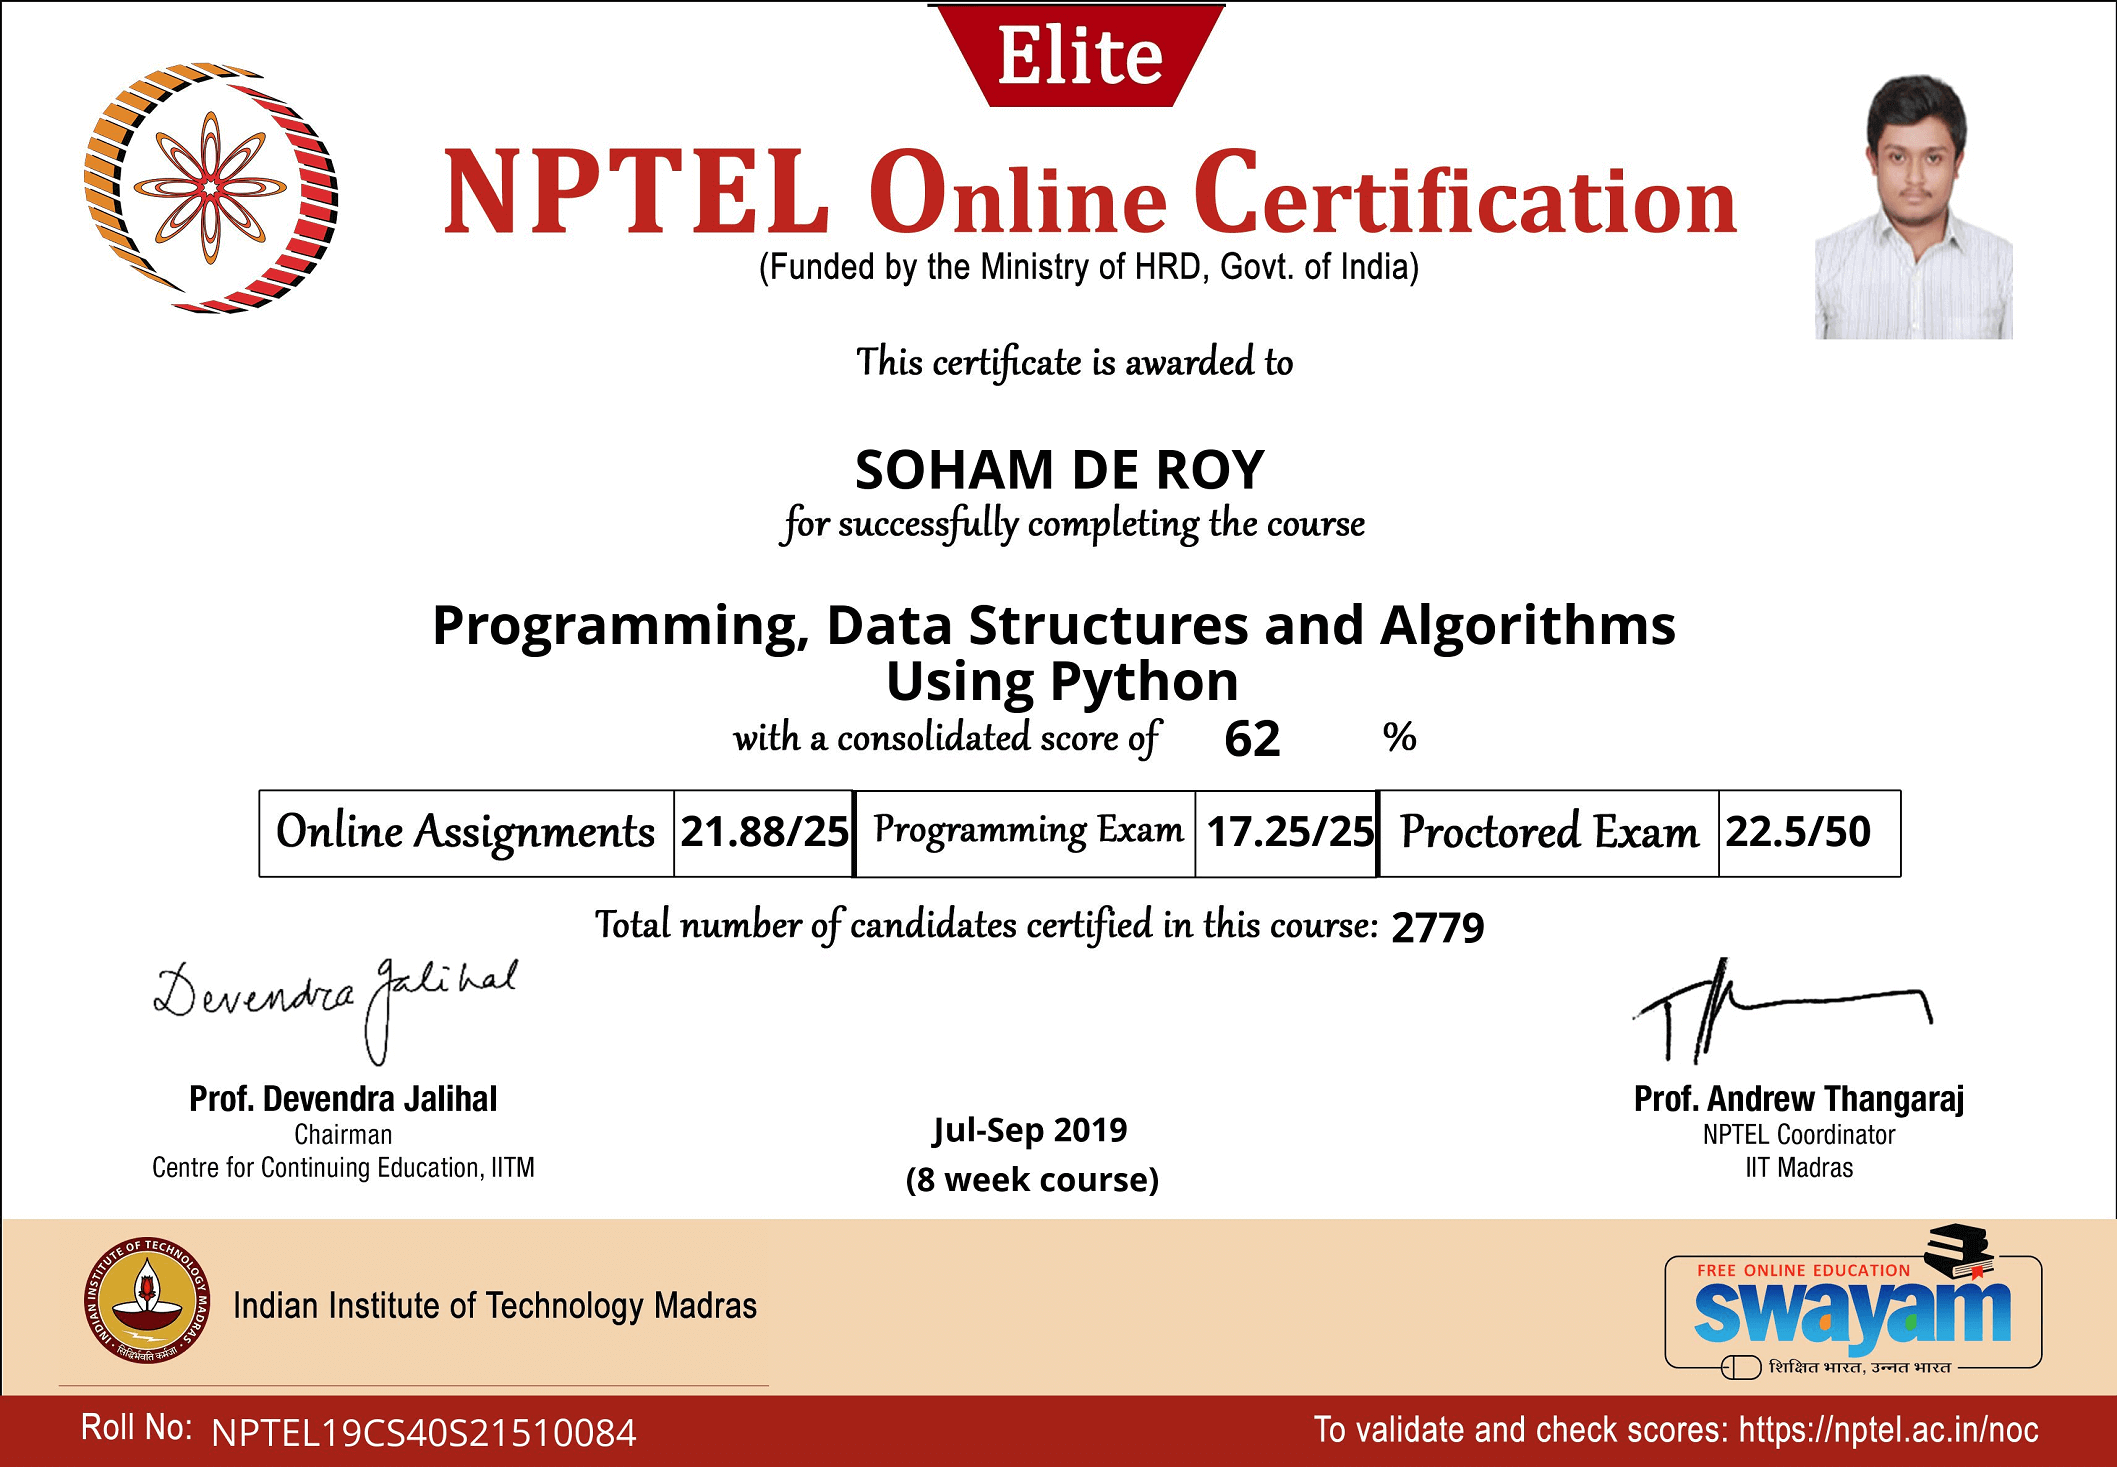 Elite
NPTEL Online Certification
(Funded by the Ministry of HRD, Govt. of India)
This certificate is awarded to
SOHAM DE ROY
for successfully completing the course
Programming, Data Structures and Algorithms
Using Python
with a consolidated score of 62 %
Online Assignments 21.88/25 Programming Exam 17.25/25 Proctored Exam 22.5/50
Total number of candidates certified in this course: 2779
Devendra Jalihal
Prof. Devendra Jalihal
Chairman
Centre for Continuing Education, IITM
Jul-Sep 2019
(8 week course)
Prof. Andrew Thangaraj
NPTEL Coordinator
IIT Madras
INDIAN INSTITUTE OF TECHNOLOGY MADRAS
सिद्धिर्भवति कर्मजा
Indian Institute of Technology Madras
FREE ONLINE EDUCATION
swayam
शिक्षित भारत, उन्नत भारत
Roll No: NPTEL19CS40S21510084
To validate and check scores: https://nptel.ac.in/noc